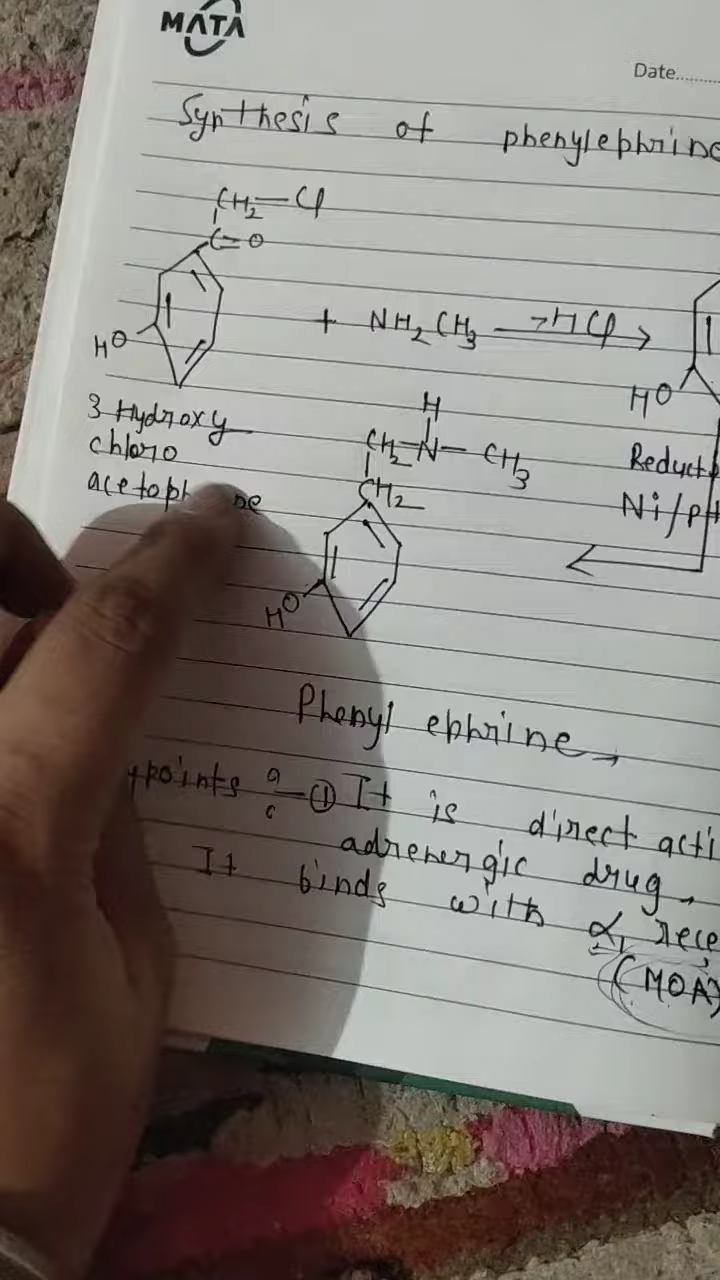 MATA
Date.........
Synthesis of phenylephrine
CH2—Cl
C=O
HO
+ NH2CH3 —HCl→
HO
3 Hydroxy
chloro
H
CH2—N—CH3
CH2
HO
Ni/pt
Phenyl ephrine
① It is direct acti
adrenergic drug
It binds with α1 rece
(MOA)